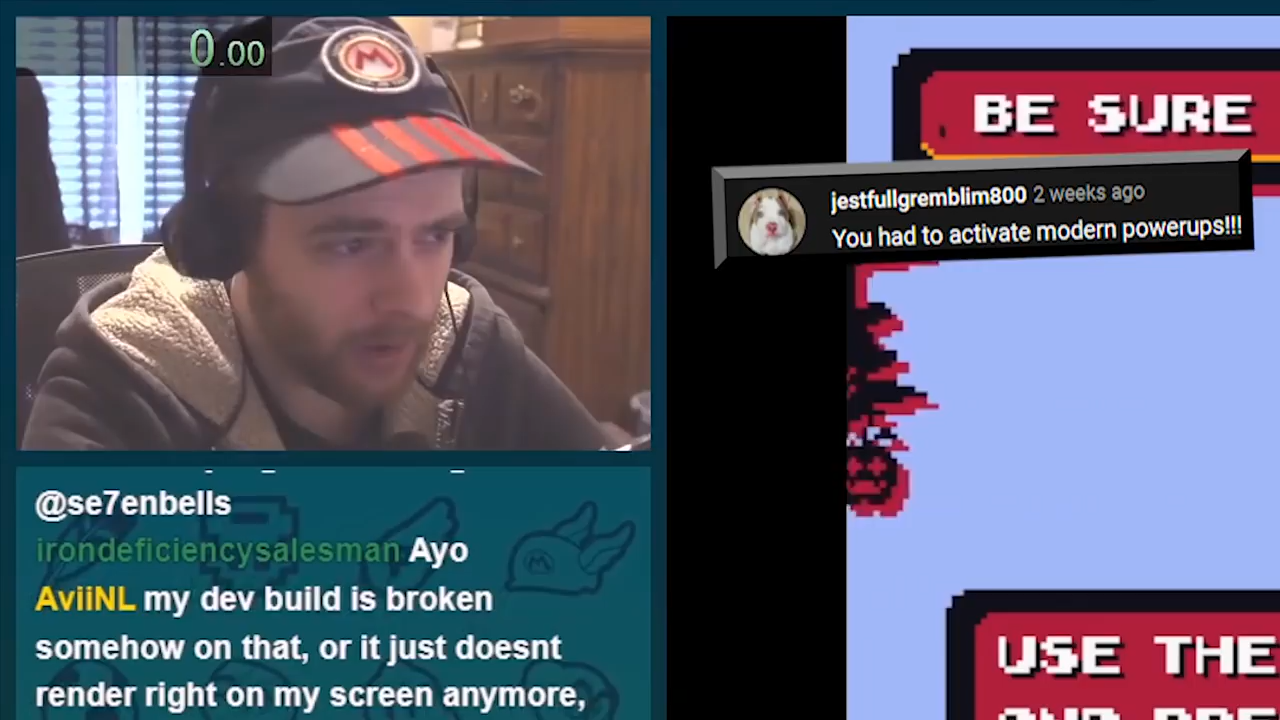 0.00
M
BE SURE
jestfullgremblim800 2 weeks ago
You had to activate modern powerups!!!
@se7enbells
irondeficiencysalesman Ayo
AviiNL my dev build is broken
somehow on that, or it just doesnt
render right on my screen anymore,
USE THE